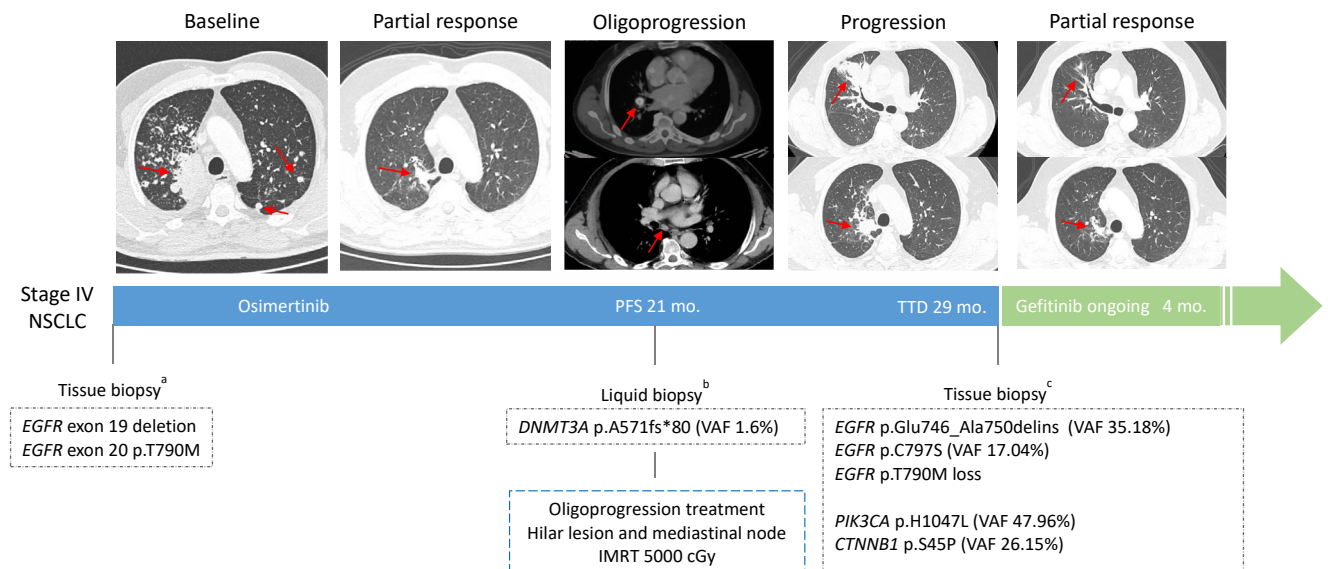 Baseline
Partial response
Oligoprogression
Progression
Partial response
Stage IV
NSCLC
Osimertinib
PFS 21 mo.
TTD 29 mo.
Gefitinib ongoing 4 mo.
Tissue biopsyᵃ
EGFR exon 19 deletion
EGFR exon 20 p.T790M
Liquid biopsyᵇ
DNMT3A p.A571fs*80 (VAF 1.6%)
Oligoprogression treatment
Hilar lesion and mediastinal node
IMRT 5000 cGy
Tissue biopsyᶜ
EGFR p.Glu746_Ala750delins (VAF 35.18%)
EGFR p.C797S (VAF 17.04%)
EGFR p.T790M loss
PIK3CA p.H1047L (VAF 47.96%)
CTNNB1 p.S45P (VAF 26.15%)